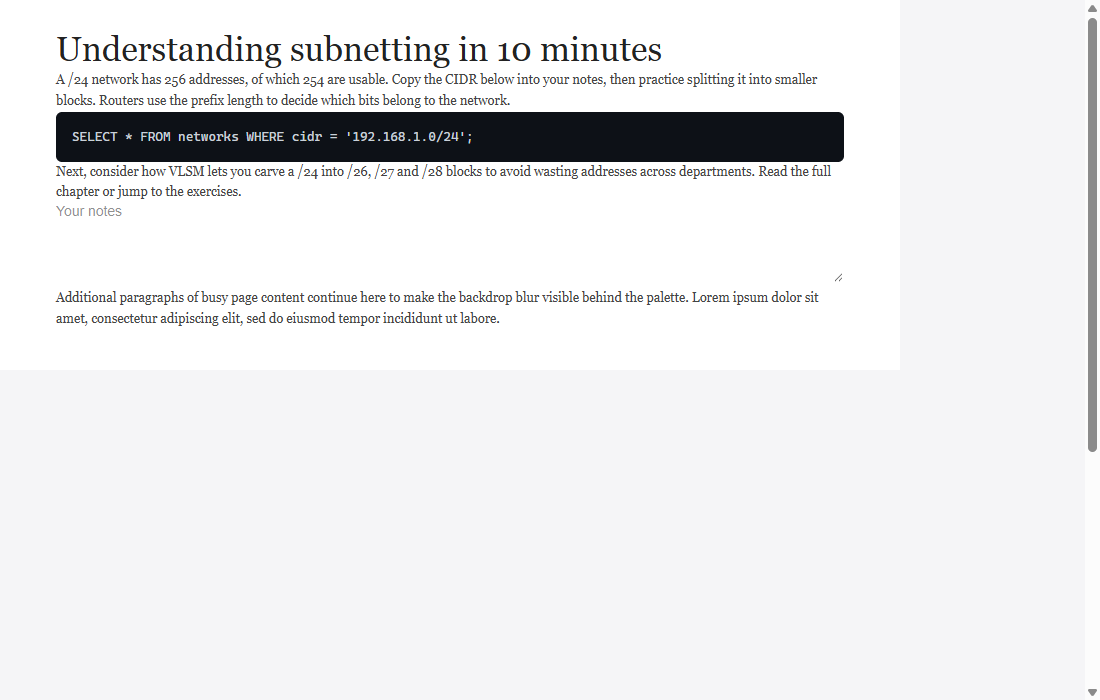 Understanding subnetting in 10 minutes
A /24 network has 256 addresses, of which 254 are usable. Copy the CIDR below into your notes, then practice splitting it into smaller
blocks. Routers use the prefix length to decide which bits belong to the network.
SELECT * FROM networks WHERE cidr = '192.168.1.0/24';
Next, consider how VLSM lets you carve a /24 into /26, /27 and /28 blocks to avoid wasting addresses across departments. Read the full
chapter or jump to the exercises.
Your notes
Additional paragraphs of busy page content continue here to make the backdrop blur visible behind the palette. Lorem ipsum dolor sit
amet, consectetur adipiscing elit, sed do eiusmod tempor incididunt ut labore.